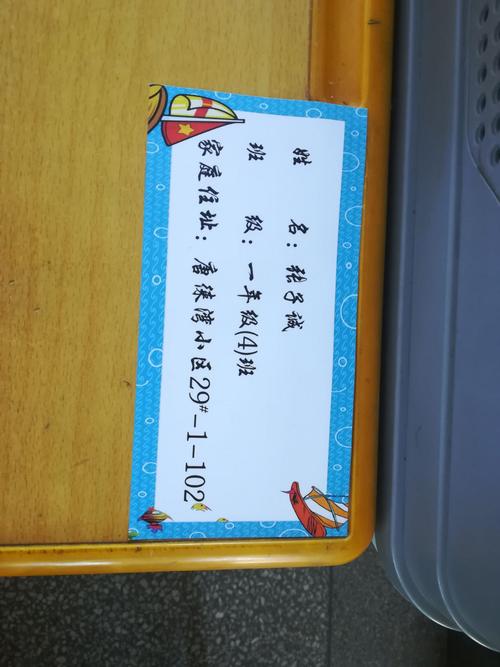 姓 名：张子诚
班 级：一年级(4)班
家庭住址：唐徕湾小区29#-1-102